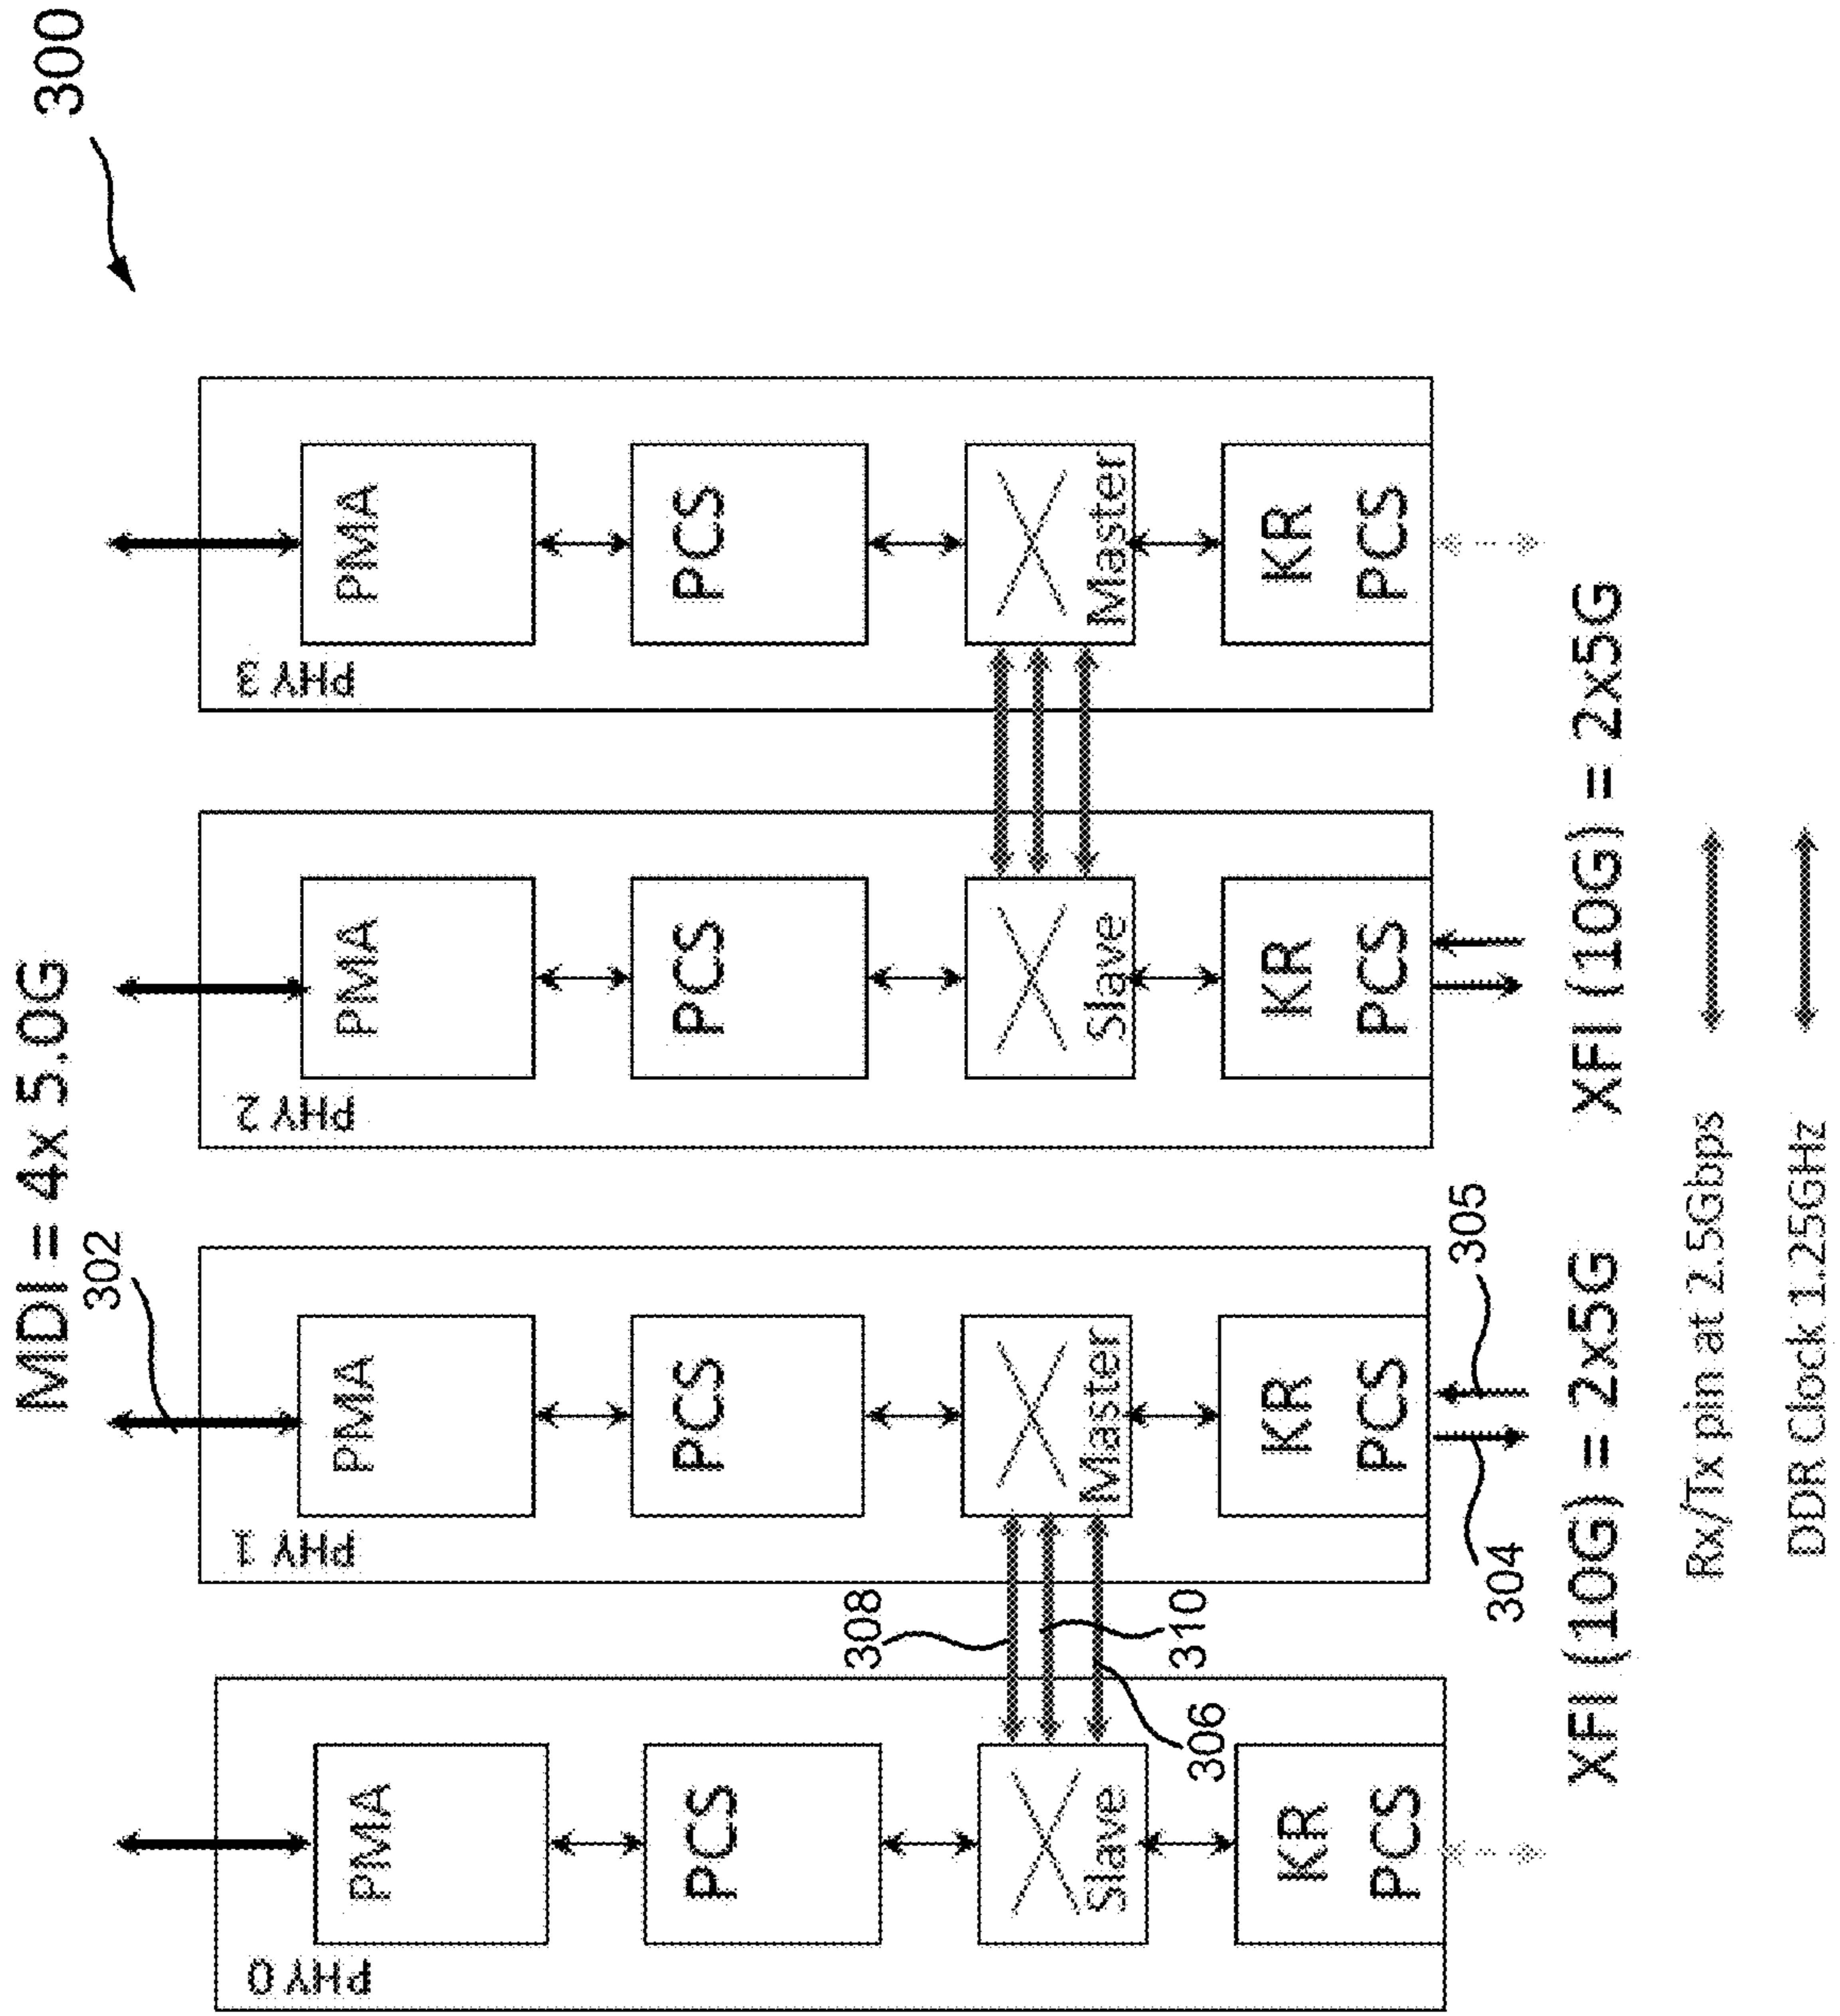 300
MDI = 4x 5.0G
302
PHY 0
PMA
PCS
Slave
KR
PCS
PHY 1
PMA
PCS
Master
KR
PCS
PHY 2
PMA
PCS
Slave
KR
PCS
PHY 3
PMA
PCS
Master
KR
PCS
308
310
306
304
305
XFI (10G) = 2x5G
XFI (10G) = 2x5G
Rx/Tx pin at 2.5Gbps
DDR Clock 1.25GHz